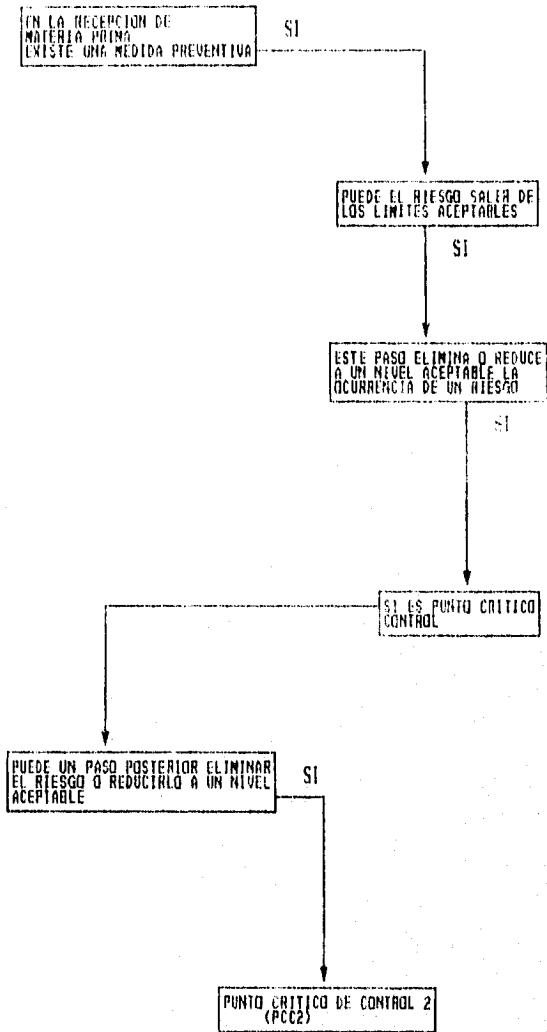 EN LA RECEPCION DE
MATERIA PRIMA
EXISTE UNA MEDIDA PREVENTIVA
SI
PUEDE EL RIESGO SALIR DE
LOS LIMITES ACEPTABLES
SI
ESTE PASO ELIMINA O REDUCE
A UN NIVEL ACEPTABLE LA
OCURRENCIA DE UN RIESGO
SI
SI ES PUNTO CRITICO
CONTROL
PUEDE UN PASO POSTERIOR ELIMINAR
EL RIESGO O REDUCIRLO A UN NIVEL
ACEPTABLE
SI
PUNTO CRITICO DE CONTROL 2
(PCC2)